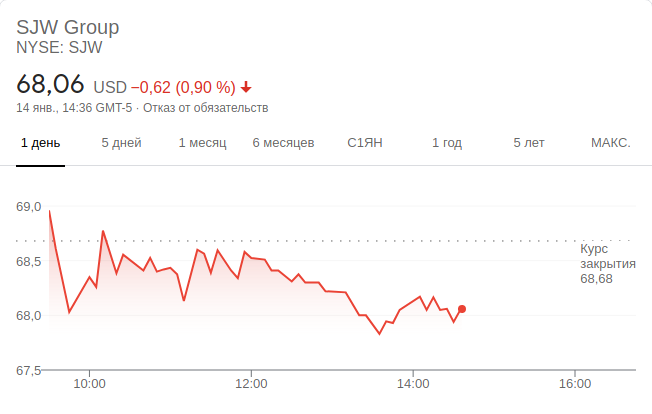 SJW Group
NYSE: SJW
68,06 USD −0,62 (0,90 %)
14 янв., 14:36 GMT-5 · Отказ от обязательств
1 день 5 дней 1 месяц 6 месяцев С1ЯН 1 год 5 лет МАКС.
69,0
68,5
68,0
67,5
Курс
закрытия
68,68
10:00 12:00 14:00 16:00